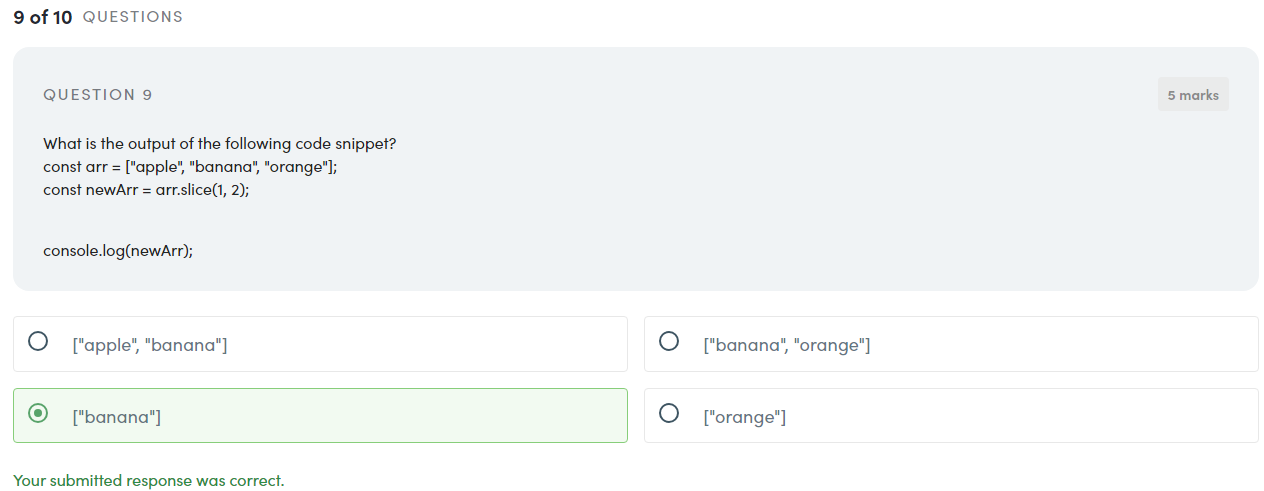 9 of 10 QUESTIONS
QUESTION 9
5 marks
What is the output of the following code snippet?
const arr = ["apple", "banana", "orange"];
const newArr = arr.slice(1, 2);
console.log(newArr);
["apple", "banana"]
["banana", "orange"]
["banana"]
["orange"]
Your submitted response was correct.